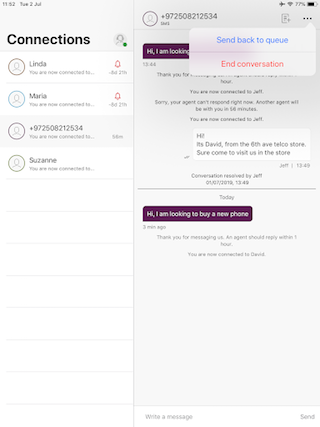 11:52 Tue 2 Jul
77%
Connections
Linda
You are now connected to...
-5d 21h
Maria
You are now connected to...
-5d 21h
+972508212534
You are now connected to...
56m
Suzanne
You are now connected to...
+972508212534
SMS
Send back to queue
End conversation
Hi, I am looking
13:44
Thank you for messaging us. An agent should reply within 1
hour.
You are now connected to Jeff.
Sorry, your agent can't respond right now. Another agent
will be with you in 56 minutes.
You are now connected to Jeff.
Hi!
Its David, from the 6th ave telco store.
Sure come to visit us in the store
Jeff | 13:49
Conversation resolved by Jeff
01/07/2019, 13:49
Today
Hi, I am looking to buy a new phone
3 min ago
Thank you for messaging us. An agent should reply within 1
hour.
You are now connected to David.
Write a message
Send